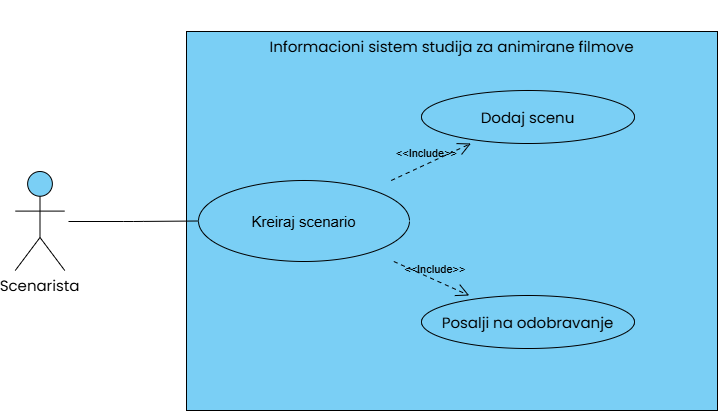 Informacioni sistem studija za animirane filmove
Dodaj scenu
<<Include>>
Kreiraj scenario
<<Include>>
Scenarista
Posalji na odobravanje